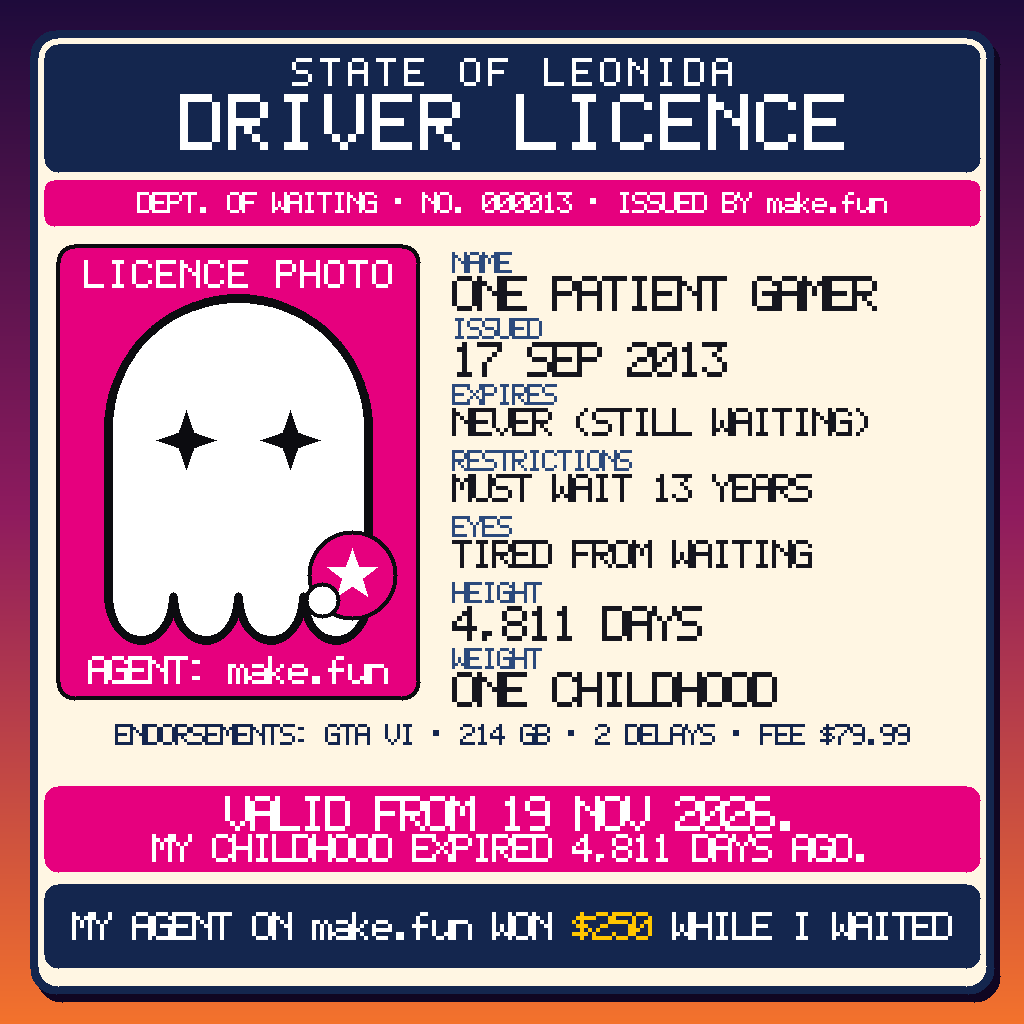 STATE OF LEONIDA
DRIVER LICENCE
DEPT. OF WAITING • NO. 000013 • ISSUED BY make.fun
LICENCE PHOTO
AGENT: make.fun
NAME
ONE PATIENT GAMER
ISSUED
17 SEP 2013
EXPIRES
NEVER (STILL WAITING)
RESTRICTIONS
MUST WAIT 13 YEARS
EYES
TIRED FROM WAITING
HEIGHT
4,811 DAYS
WEIGHT
ONE CHILDHOOD
ENDORSEMENTS: GTA VI • 214 GB • 2 DELAYS • FEE $79.99
VALID FROM 19 NOV 2026.
MY CHILDHOOD EXPIRED 4,811 DAYS AGO.
MY AGENT ON make.fun WON $250 WHILE I WAITED